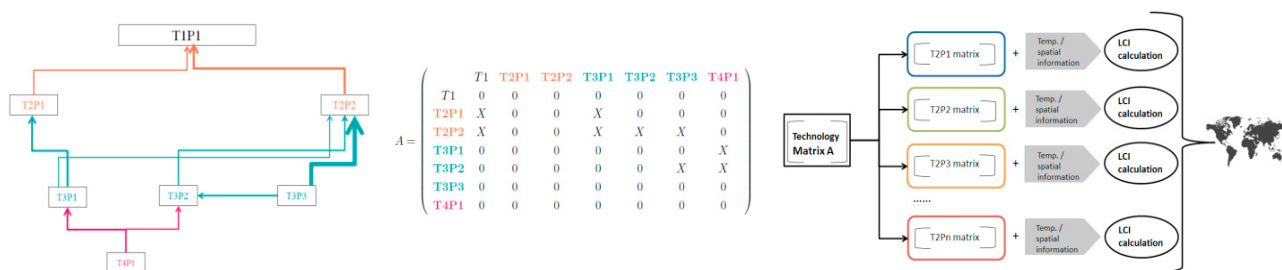 T1P1
T2P1
T2P2
T3P1
T3P2
T3P3
T4P1
T1 T2P1 T2P2 T3P1 T3P2 T3P3 T4P1
T1 0 0 0 0 0 0 0
T2P1 X 0 0 X 0 0 0
A = T2P2 X 0 0 X X X 0
T3P1 0 0 0 0 0 0 X
T3P2 0 0 0 0 0 X X
T3P3 0 0 0 0 0 0 0
T4P1 0 0 0 0 0 0 0
Technology
Matrix A
T2P1 matrix
+
Temp. /
spatial
information
LCI
calculation
T2P2 matrix
+
Temp. /
spatial
information
LCI
calculation
T2P3 matrix
+
Temp. /
spatial
information
LCI
calculation
......
T2Pn matrix
+
Temp. /
spatial
information
LCI
calculation